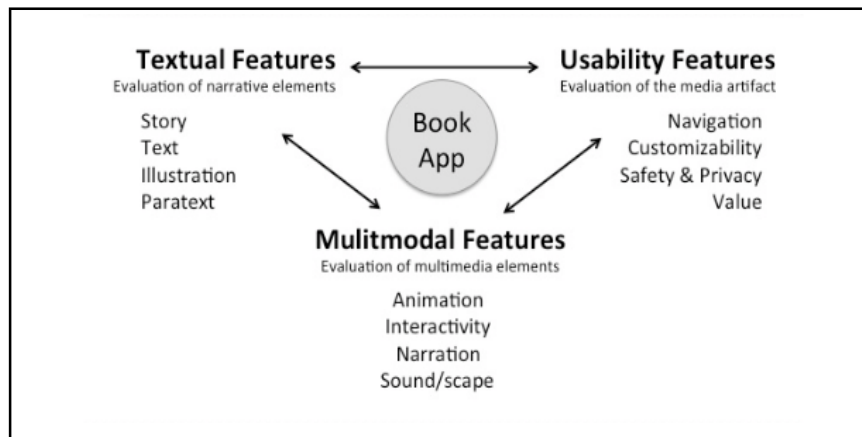 Textual Features
Evaluation of narrative elements
Story
Text
Illustration
Paratext
Book
App
Usability Features
Evaluation of the media artifact
Navigation
Customizability
Safety & Privacy
Value
Mulitmodal Features
Evaluation of multimedia elements
Animation
Interactivity
Narration
Sound/scape